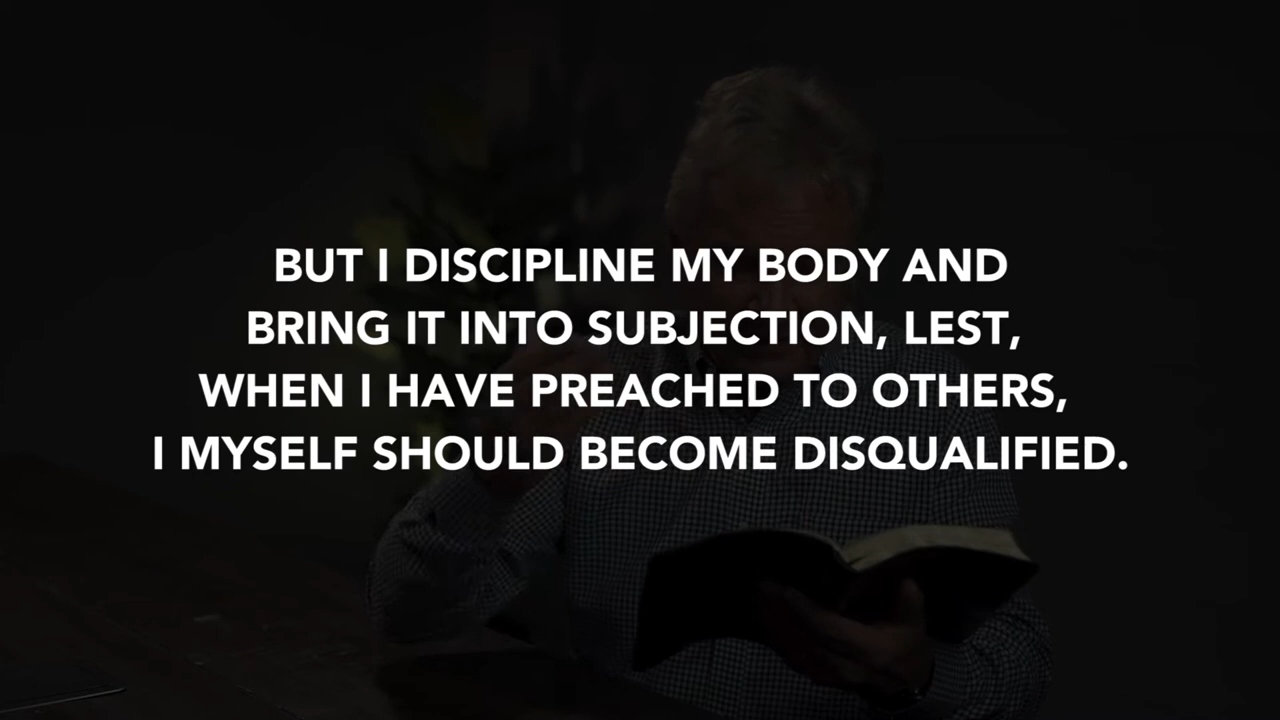 BUT I DISCIPLINE MY BODY AND
BRING IT INTO SUBJECTION, LEST,
WHEN I HAVE PREACHED TO OTHERS,
I MYSELF SHOULD BECOME DISQUALIFIED.